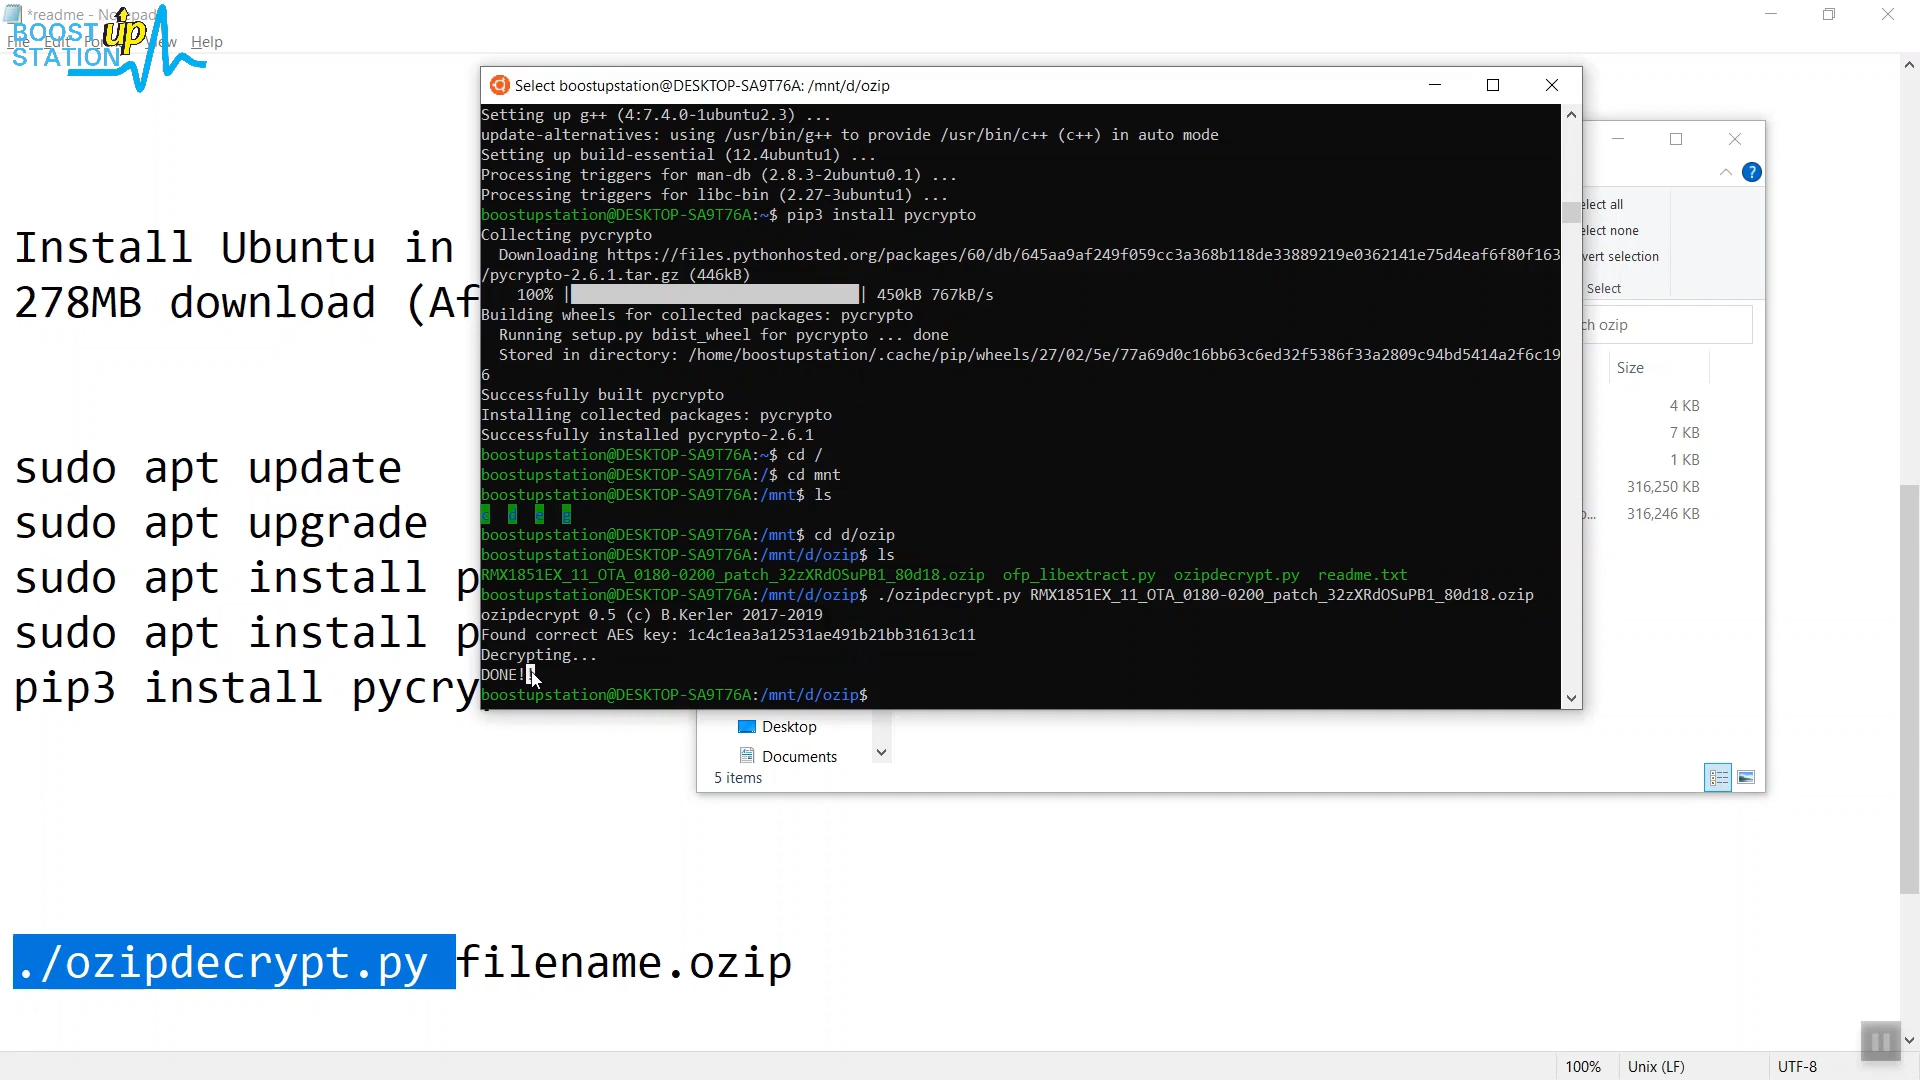 *readme - Notepad
BOOST up
STATION
File Edit View Help
Install Ubuntu in
278MB download (Af
sudo apt update
sudo apt upgrade
sudo apt install p
sudo apt install p
pip3 install pycry
./ozipdecrypt.py filename.ozip
Select boostupstation@DESKTOP-SA9T76A: /mnt/d/ozip
Setting up g++ (4:7.4.0-1ubuntu2.3) ...
update-alternatives: using /usr/bin/g++ to provide /usr/bin/c++ (c++) in auto mode
Setting up build-essential (12.4ubuntu1) ...
Processing triggers for man-db (2.8.3-2ubuntu0.1) ...
Processing triggers for libc-bin (2.27-3ubuntu1) ...
boostupstation@DESKTOP-SA9T76A:~$ pip3 install pycrypto
Collecting pycrypto
Downloading https://files.pythonhosted.org/packages/60/db/645aa9af249f059cc3a368b118de33889219e0362141e75d4eaf6f80f163
/pycrypto-2.6.1.tar.gz (446kB)
100% | | 450kB 767kB/s
Building wheels for collected packages: pycrypto
Running setup.py bdist_wheel for pycrypto ... done
Stored in directory: /home/boostupstation/.cache/pip/wheels/27/02/5e/77a69d0c16bb63c6ed32f5386f33a2809c94bd5414a2f6c19
6
Successfully built pycrypto
Installing collected packages: pycrypto
Successfully installed pycrypto-2.6.1
boostupstation@DESKTOP-SA9T76A:~$ cd /
boostupstation@DESKTOP-SA9T76A:/$ cd mnt
boostupstation@DESKTOP-SA9T76A:/mnt$ ls
c d e g
boostupstation@DESKTOP-SA9T76A:/mnt$ cd d/ozip
boostupstation@DESKTOP-SA9T76A:/mnt/d/ozip$ ls
RMX1851EX_11_OTA_0180-0200_patch_32zXRdOSuPB1_80d18.ozip ofp_libextract.py ozipdecrypt.py readme.txt
boostupstation@DESKTOP-SA9T76A:/mnt/d/ozip$ ./ozipdecrypt.py RMX1851EX_11_OTA_0180-0200_patch_32zXRdOSuPB1_80d18.ozip
ozipdecrypt 0.5 (c) B.Kerler 2017-2019
Found correct AES key: 1c4c1ea3a12531ae491b21bb31613c11
Decrypting...
DONE!!
boostupstation@DESKTOP-SA9T76A:/mnt/d/ozip$
elect all
elect none
vert selection
Select
ch ozip
Size
4 KB
7 KB
1 KB
316,250 KB
p... 316,246 KB
Desktop
Documents
5 items
100% Unix (LF) UTF-8